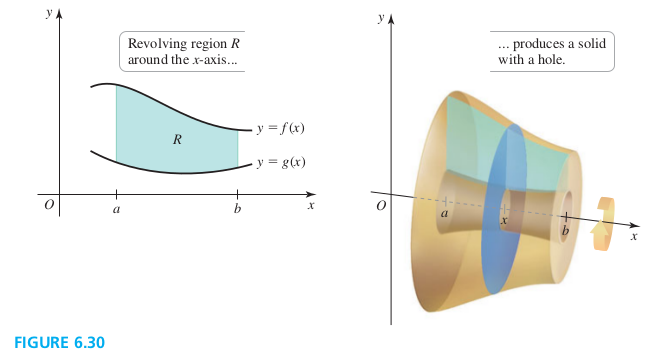 y
Revolving region R
around the x-axis...
y = f(x)
R
y = g(x)
O
a
b
x
y
... produces a solid
with a hole.
O
a
x
b
x
FIGURE 6.30